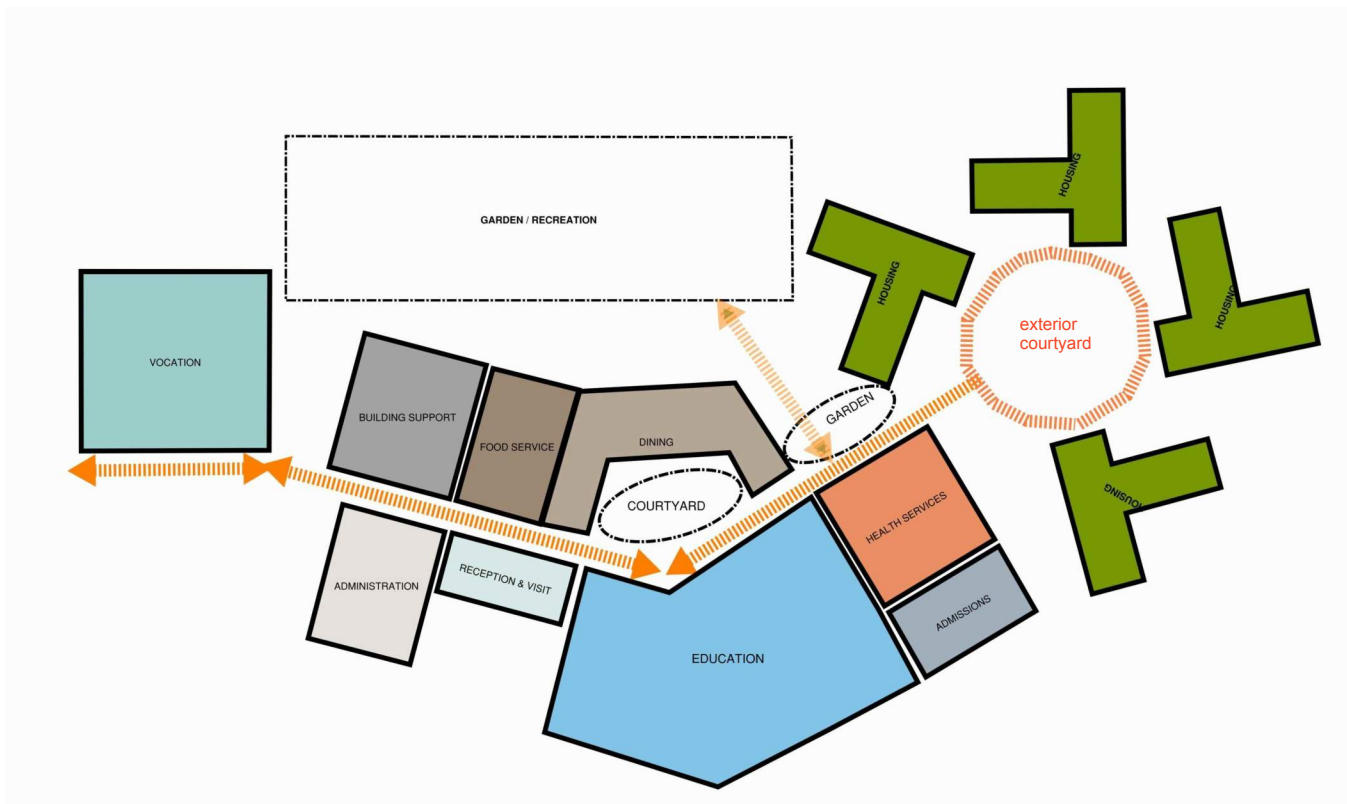 HOUSING
GARDEN / RECREATION
HOUSING
HOUSING
exterior
courtyard
VOCATION
GARDEN
BUILDING SUPPORT
FOOD SERVICE
DINING
COURTYARD
HEALTH SERVICES
HOUSING
ADMINISTRATION
RECEPTION & VISIT
ADMISSIONS
EDUCATION